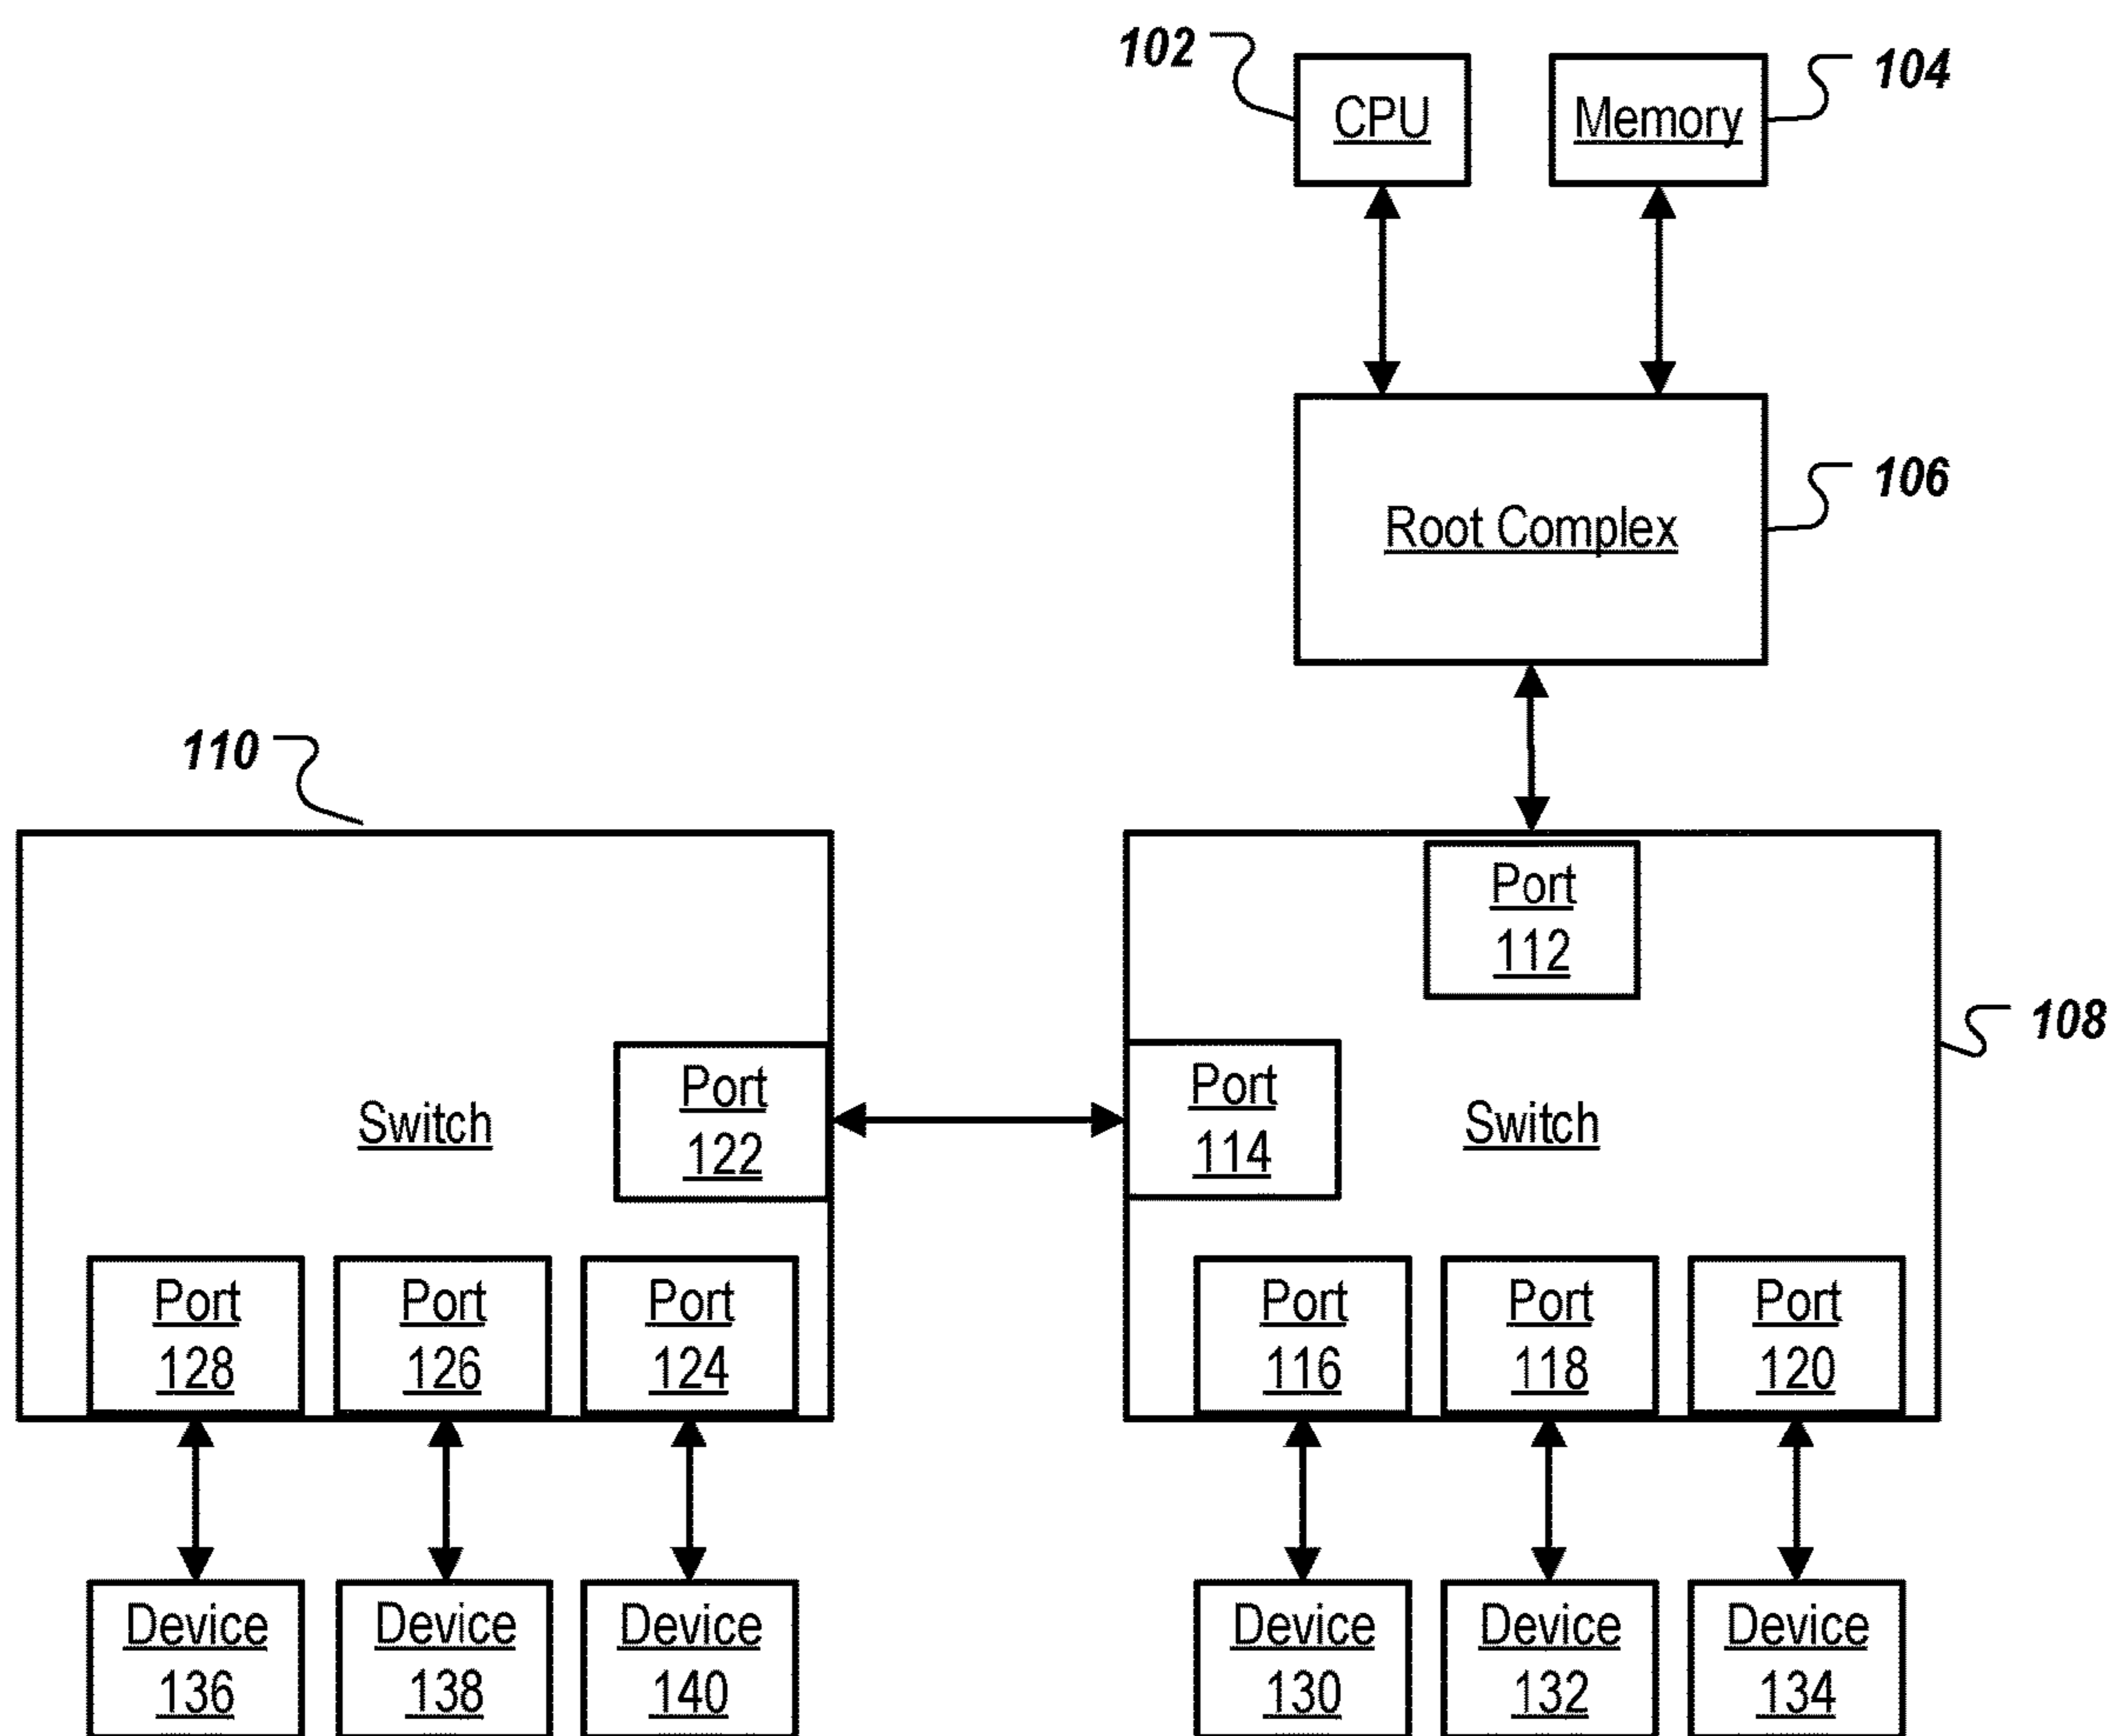 102
CPU
Memory
104
Root Complex
106
110
108
Port
112
Switch
Port
122
Port
114
Switch
Port
128
Port
126
Port
124
Port
116
Port
118
Port
120
Device
136
Device
138
Device
140
Device
130
Device
132
Device
134